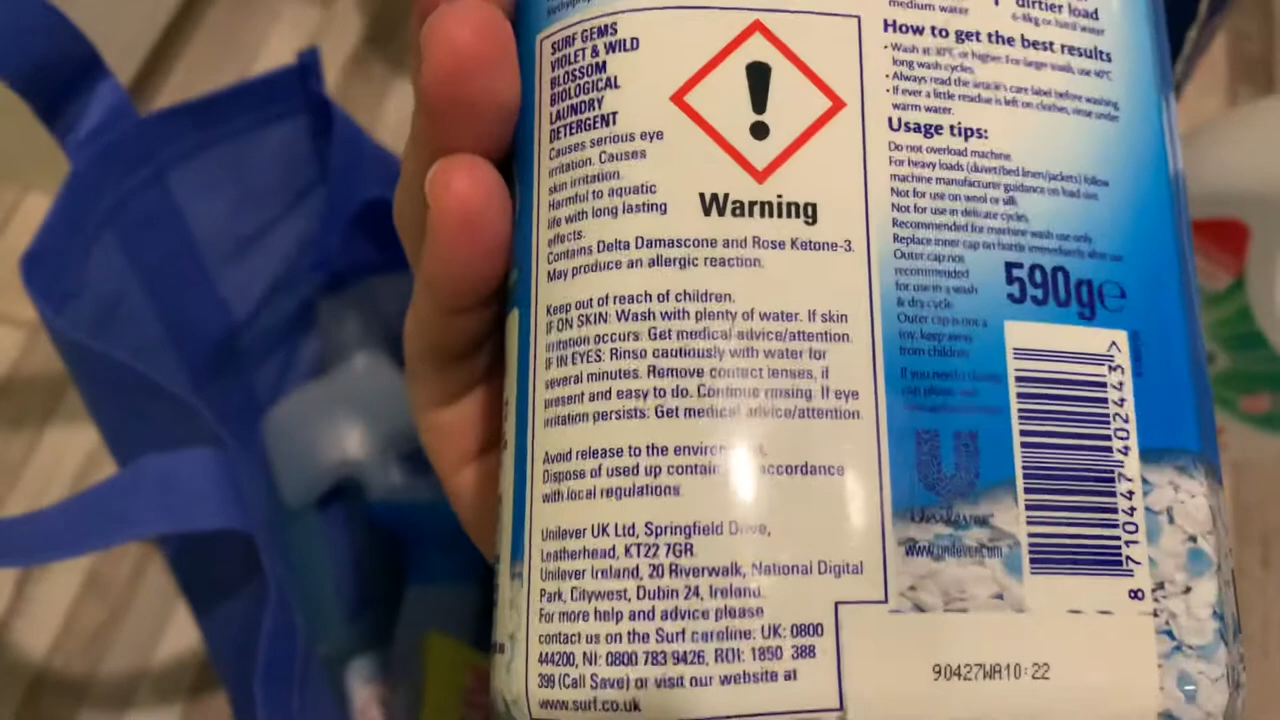 SURF GEMS
VIOLET & WILD
BLOSSOM
BIOLOGICAL
LAUNDRY
DETERGENT
Causes serious eye
irritation. Causes
skin irritation.
Harmful to aquatic
life with long lasting
effects.
Contains Delta Damascone and Rose Ketone-3.
May produce an allergic reaction.
Warning
Keep out of reach of children.
IF ON SKIN: Wash with plenty of water. If skin
irritation occurs: Get medical advice/attention.
IF IN EYES: Rinse cautiously with water for
several minutes. Remove contact lenses, if
present and easy to do. Continue rinsing. If eye
irritation persists: Get medical advice/attention.
Avoid release to the
Dispose of used up accordance
with local regulations.
Unilever UK Ltd, Springfield Drive,
Leatherhead, KT22 7GR.
Unilever Ireland, 20 Riverwalk, National Digital
Park, Citywest, Dubin 24, Ireland.
For more help and advice please
contact us on the Surf careline: UK: 0800
444200, NI: 0800 783 9426, ROI: 1850 388
399 (Call Save) or visit our website at
www.surf.co.uk
medium water
dirtier load
6-8kg or hard water
How to get the best results
• Wash at 30°C or higher. For larger wash, use 40°C
long wash cycles.
• Always read the article's care label before washing.
• If ever a little residue is left on clothes, rinse under
warm water.
Usage tips:
Do not overload machine.
For heavy loads (duvet/bed linen/jackets) follow
machine manufacturer guidance on load size.
Not for use on wool or silk.
Not for use in delicate cycles.
Recommended for machine wash use only.
Replace inner cap on bottle immediately after use.
Outer cap not
recommended
for use in a wash
& dry cycle.
Outer cap is not a
toy, keep away
from children.
590g e
Unilever
www.unilever.com
8 710447 402443 >
90427WA10:22